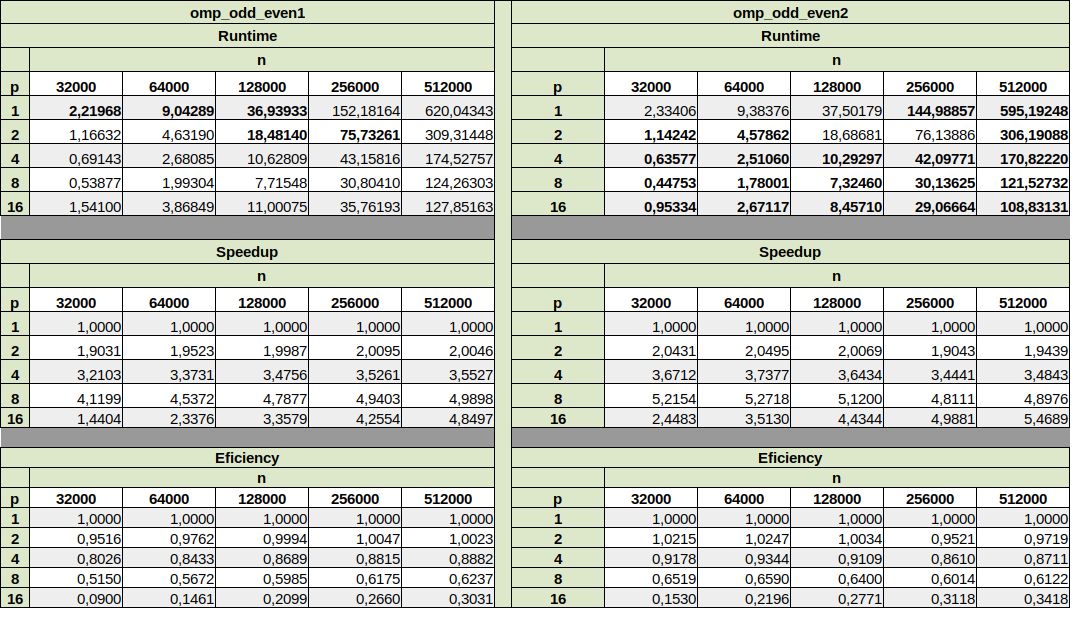 omp_odd_even1 omp_odd_even2
Runtime Runtime
n n
p 32000 64000 128000 256000 512000 p 32000 64000 128000 256000 512000
1 2,21968 9,04289 36,93933 152,18164 620,04343 1 2,33406 9,38376 37,50179 144,98857 595,19248
2 1,16632 4,63190 18,48140 75,73261 309,31448 2 1,14242 4,57862 18,68681 76,13886 306,19088
4 0,69143 2,68085 10,62809 43,15816 174,52757 4 0,63577 2,51060 10,29297 42,09771 170,82220
8 0,53877 1,99304 7,71548 30,80410 124,26303 8 0,44753 1,78001 7,32460 30,13625 121,52732
16 1,54100 3,86849 11,00075 35,76193 127,85163 16 0,95334 2,67117 8,45710 29,06664 108,83131
Speedup Speedup
n n
p 32000 64000 128000 256000 512000 p 32000 64000 128000 256000 512000
1 1,0000 1,0000 1,0000 1,0000 1,0000 1 1,0000 1,0000 1,0000 1,0000 1,0000
2 1,9031 1,9523 1,9987 2,0095 2,0046 2 2,0431 2,0495 2,0069 1,9043 1,9439
4 3,2103 3,3731 3,4756 3,5261 3,5527 4 3,6712 3,7377 3,6434 3,4441 3,4843
8 4,1199 4,5372 4,7877 4,9403 4,9898 8 5,2154 5,2718 5,1200 4,8111 4,8976
16 1,4404 2,3376 3,3579 4,2554 4,8497 16 2,4483 3,5130 4,4344 4,9881 5,4689
Eficiency Eficiency
n n
p 32000 64000 128000 256000 512000 p 32000 64000 128000 256000 512000
1 1,0000 1,0000 1,0000 1,0000 1,0000 1 1,0000 1,0000 1,0000 1,0000 1,0000
2 0,9516 0,9762 0,9994 1,0047 1,0023 2 1,0215 1,0247 1,0034 0,9521 0,9719
4 0,8026 0,8433 0,8689 0,8815 0,8882 4 0,9178 0,9344 0,9109 0,8610 0,8711
8 0,5150 0,5672 0,5985 0,6175 0,6237 8 0,6519 0,6590 0,6400 0,6014 0,6122
16 0,0900 0,1461 0,2099 0,2660 0,3031 16 0,1530 0,2196 0,2771 0,3118 0,3418